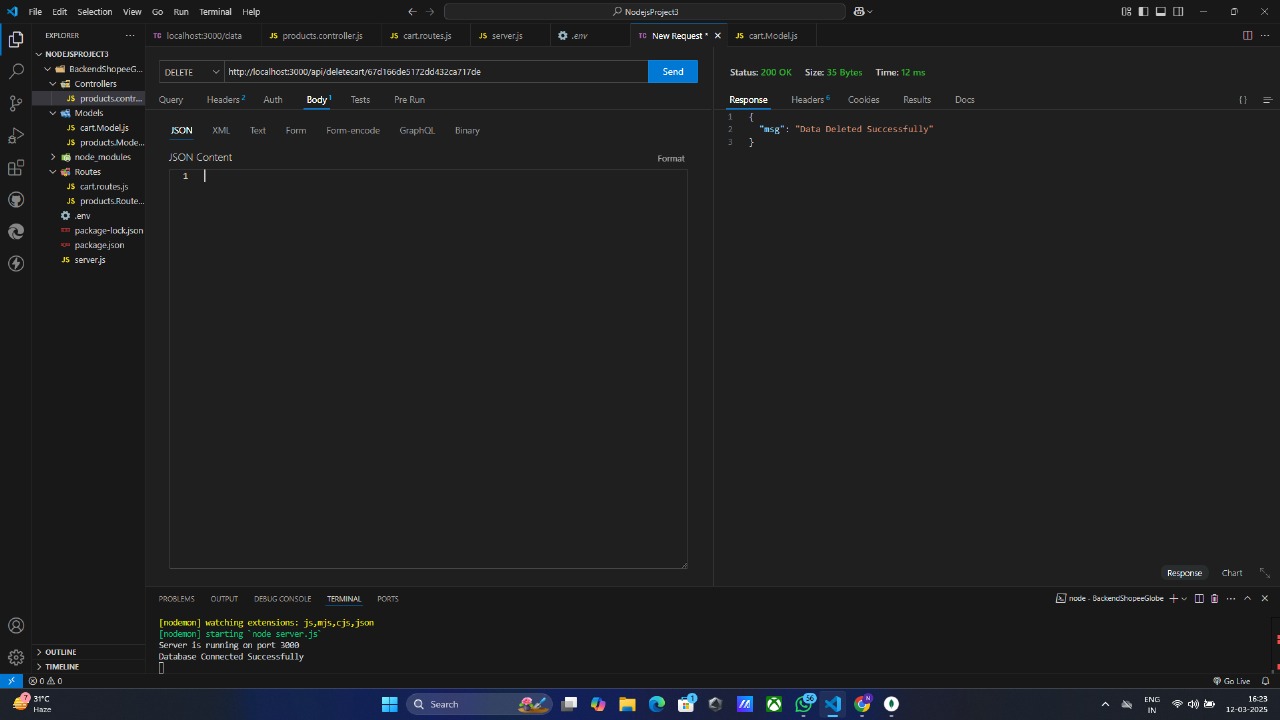 File Edit Selection View Go Run Terminal Help
NodejsProject3
EXPLORER
NODEJSPROJECT3
BackendShopeeG...
Controllers
JS products.contr...
Models
JS cart.Model.js
JS products.Mode...
node_modules
Routes
JS cart.routes.js
JS products.Route...
.env
package-lock.json
package.json
JS server.js
OUTLINE
TIMELINE
TC localhost:3000/data
JS products.controller.js
JS cart.routes.js
JS server.js
.env
TC New Request *
JS cart.Model.js
DELETE
http://localhost:3000/api/deletecart/67d166de5172dd432ca717de
Send
Query Headers 2 Auth Body 1 Tests Pre Run
JSON XML Text Form Form-encode GraphQL Binary
JSON Content
Format
1
Status: 200 OK Size: 35 Bytes Time: 12 ms
Response Headers 6 Cookies Results Docs
{ }
1 {
2 "msg": "Data Deleted Successfully"
3 }
Response Chart
PROBLEMS OUTPUT DEBUG CONSOLE TERMINAL PORTS
node - BackendShopeeGlobe
[nodemon] watching extensions: js,mjs,cjs,json
[nodemon] starting `node server.js`
Server is running on port 3000
Database Connected Successfully
0 0
Go Live
7
31°C
Haze
Search
1
56
N
ENG
IN
16:23
12-03-2025